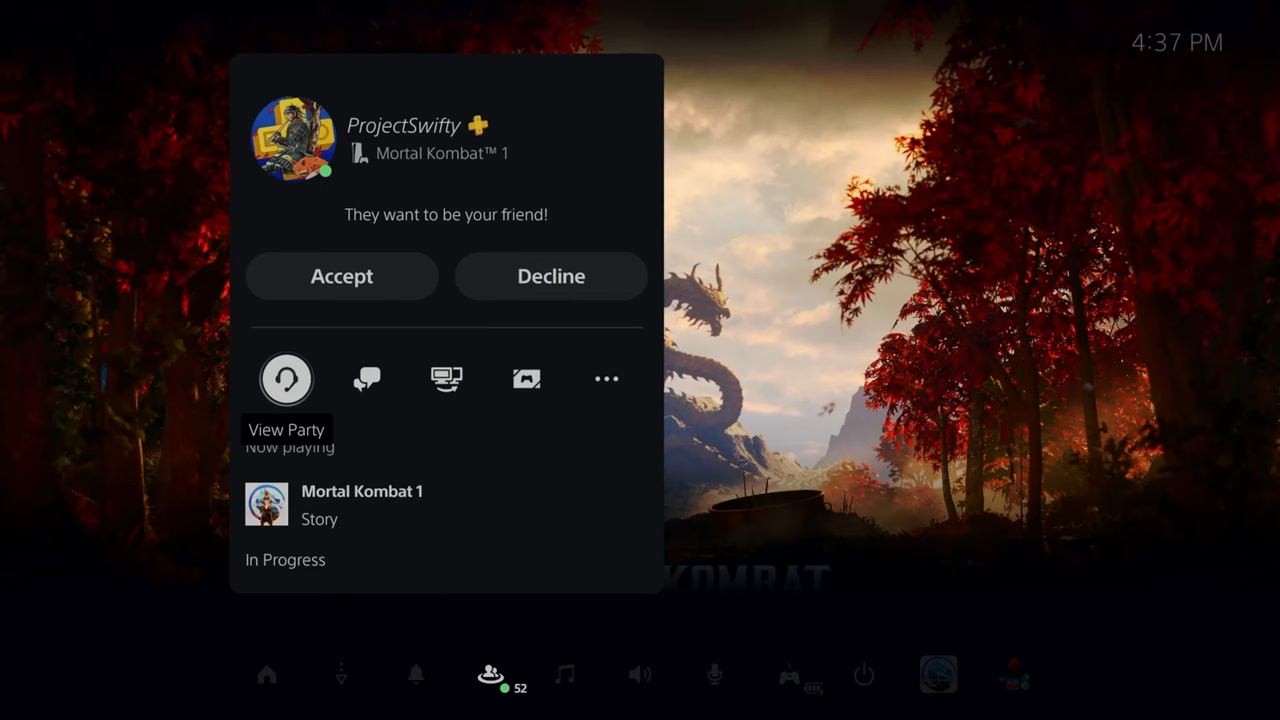 4:37 PM
ProjectSwifty
Mortal Kombat™ 1
They want to be your friend!
Accept
Decline
View Party
Now playing
Mortal Kombat 1
Story
In Progress
KOMBAT
52